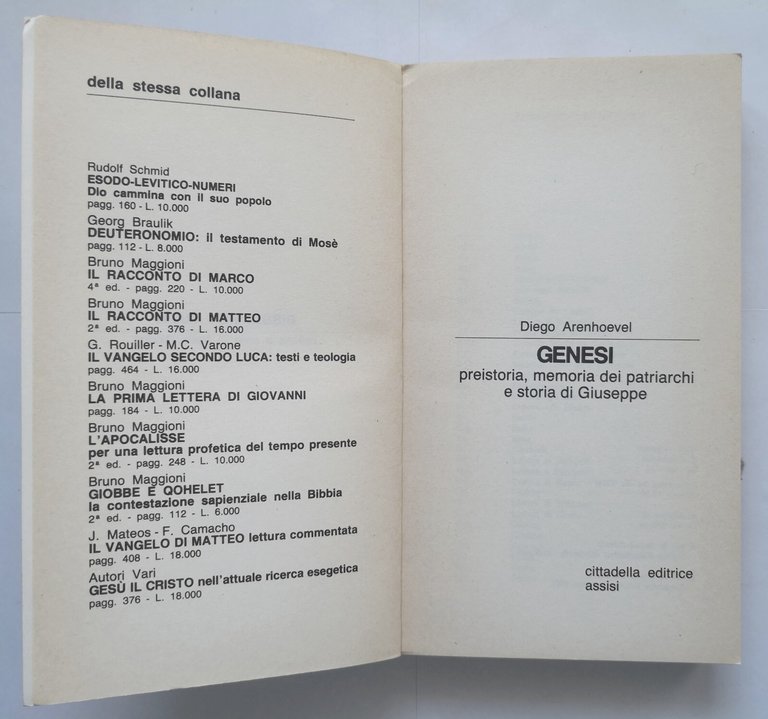 della stessa collana
Rudolf Schmid
ESODO-LEVITICO-NUMERI
Dio cammina con il suo popolo
pagg. 160 - L. 10.000
Georg Braulik
DEUTERONOMIO: il testamento di Mosè
pagg. 112 - L. 8.000
Bruno Maggioni
IL RACCONTO DI MARCO
4ª ed. - pagg. 220 - L. 10.000
Bruno Maggioni
IL RACCONTO DI MATTEO
2ª ed. - pagg. 376 - L. 16.000
G. Rouiller - M.C. Varone
IL VANGELO SECONDO LUCA: testi e teologia
pagg. 464 - L. 16.000
Bruno Maggioni
LA PRIMA LETTERA DI GIOVANNI
pagg. 184 - L. 10.000
Bruno Maggioni
L'APOCALISSE
per una lettura profetica del tempo presente
2ª ed. - pagg. 248 - L. 10.000
Bruno Maggioni
GIOBBE E QOHELET
la contestazione sapienziale nella Bibbia
2ª ed. - pagg. 112 - L. 6.000
J. Mateos - F. Camacho
IL VANGELO DI MATTEO lettura commentata
pagg. 408 - L. 18.000
Autori Vari
GESÙ IL CRISTO nell'attuale ricerca esegetica
pagg. 376 - L. 18.000
Diego Arenhoevel
GENESI
preistoria, memoria dei patriarchi
e storia di Giuseppe
cittadella editrice
assisi